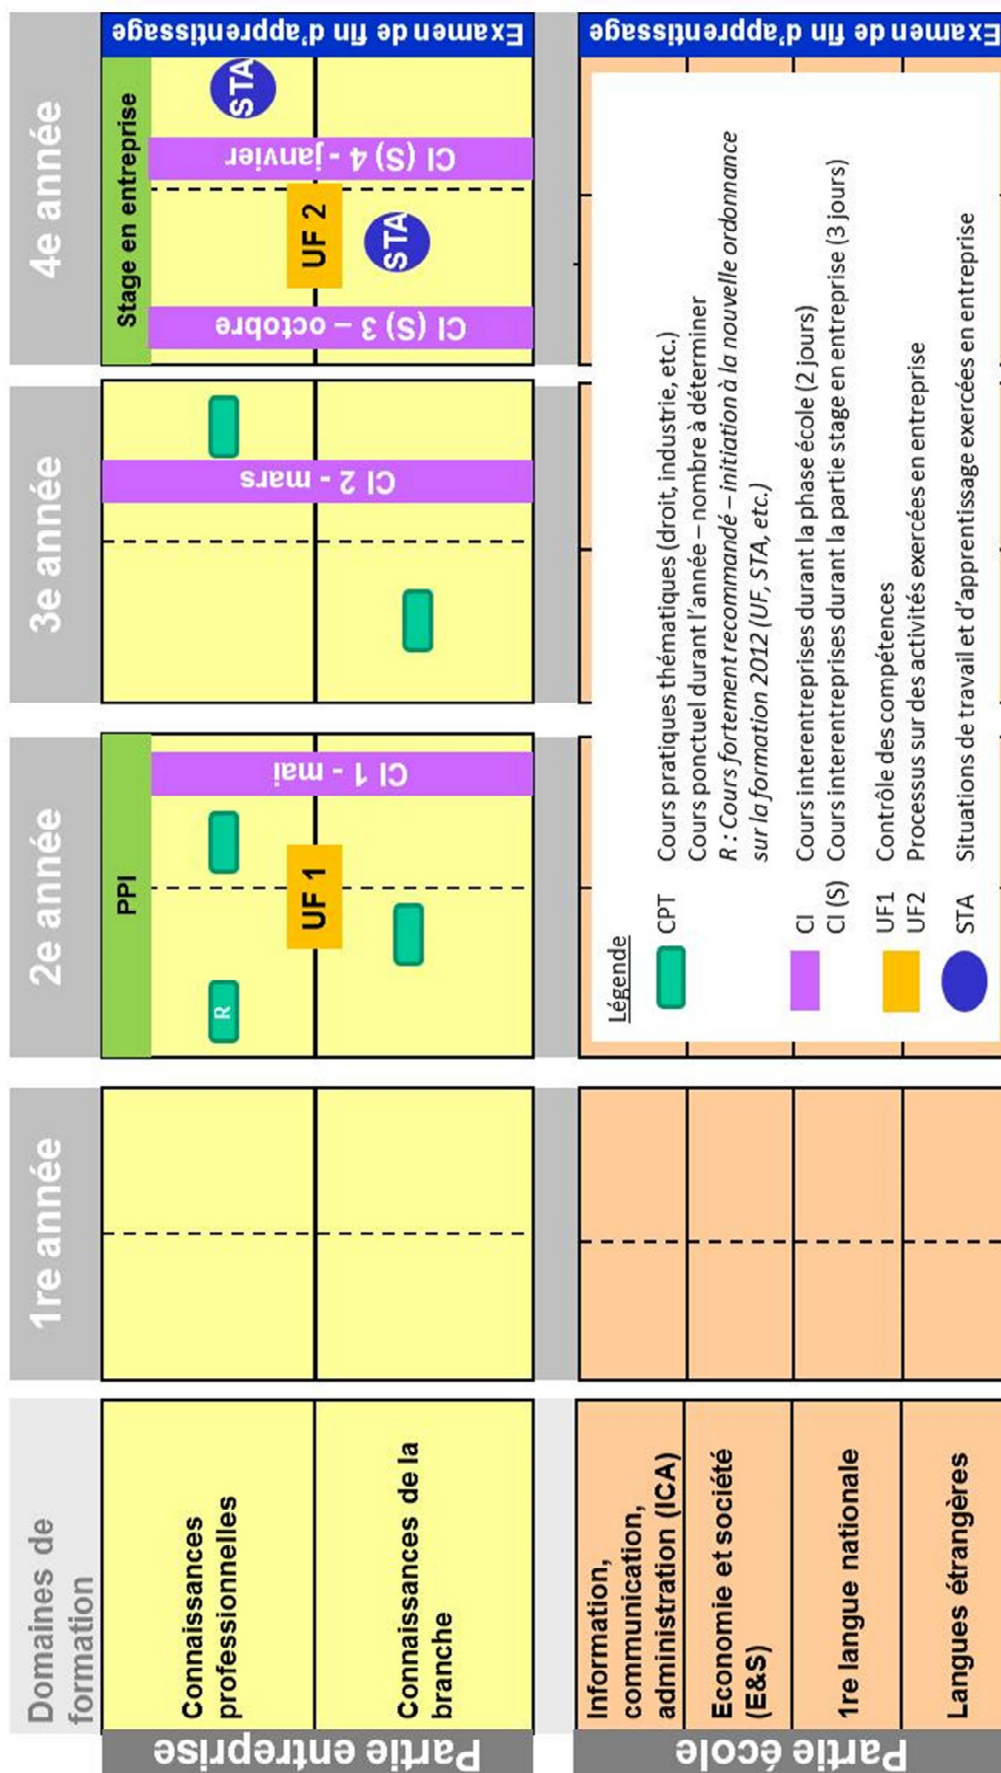 Domaines de
formation
1re année
2e année
3e année
4e année
Partie entreprise
Connaissances
professionnelles
Connaissances de la
branche
PPI
R
UF 1
CI 1 - mai
CI 2 - mars
Stage en entreprise
CI (S) 3 – octobre
UF 2
STA
CI (S) 4 - janvier
STA
Examen de fin d'apprentissage
Partie école
Information,
communication,
administration (ICA)
Economie et société
(E&S)
1re langue nationale
Langues étrangères
Légende
CPT Cours pratiques thématiques (droit, industrie, etc.)
Cours ponctuel durant l'année – nombre à déterminer
R : Cours fortement recommandé – initiation à la nouvelle ordonnance
sur la formation 2012 (UF, STA, etc.)
CI Cours interentreprises durant la phase école (2 jours)
CI (S) Cours interentreprises durant la partie stage en entreprise (3 jours)
UF1 Contrôle des compétences
UF2 Processus sur des activités exercées en entreprise
STA Situations de travail et d'apprentissage exercées en entreprise
Examen de fin d'apprentissage